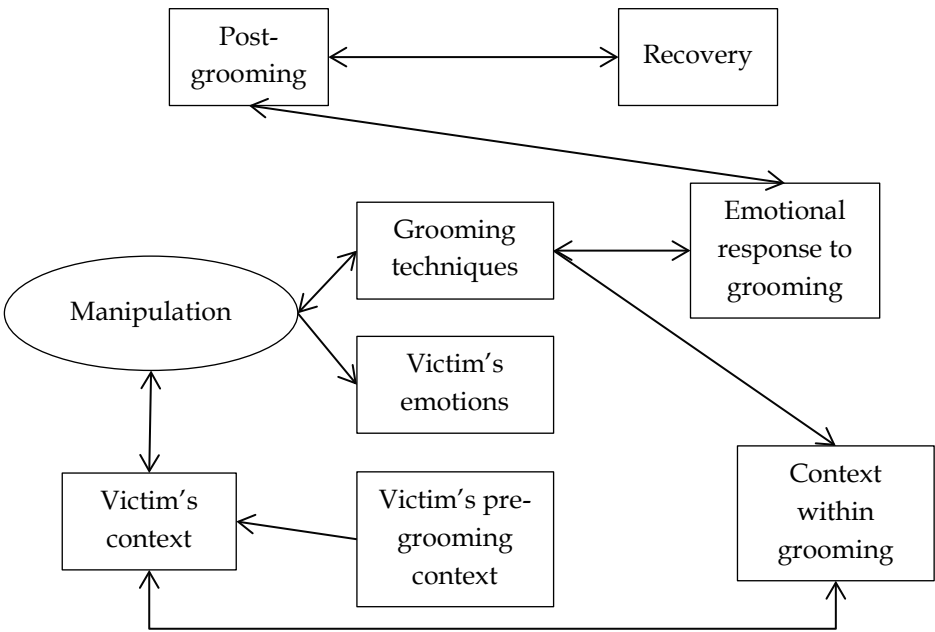 Post-
grooming
Recovery
Emotional
response to
grooming
Grooming
techniques
Manipulation
Victim’s
emotions
Victim’s
context
Victim’s pre-
grooming
context
Context
within
grooming